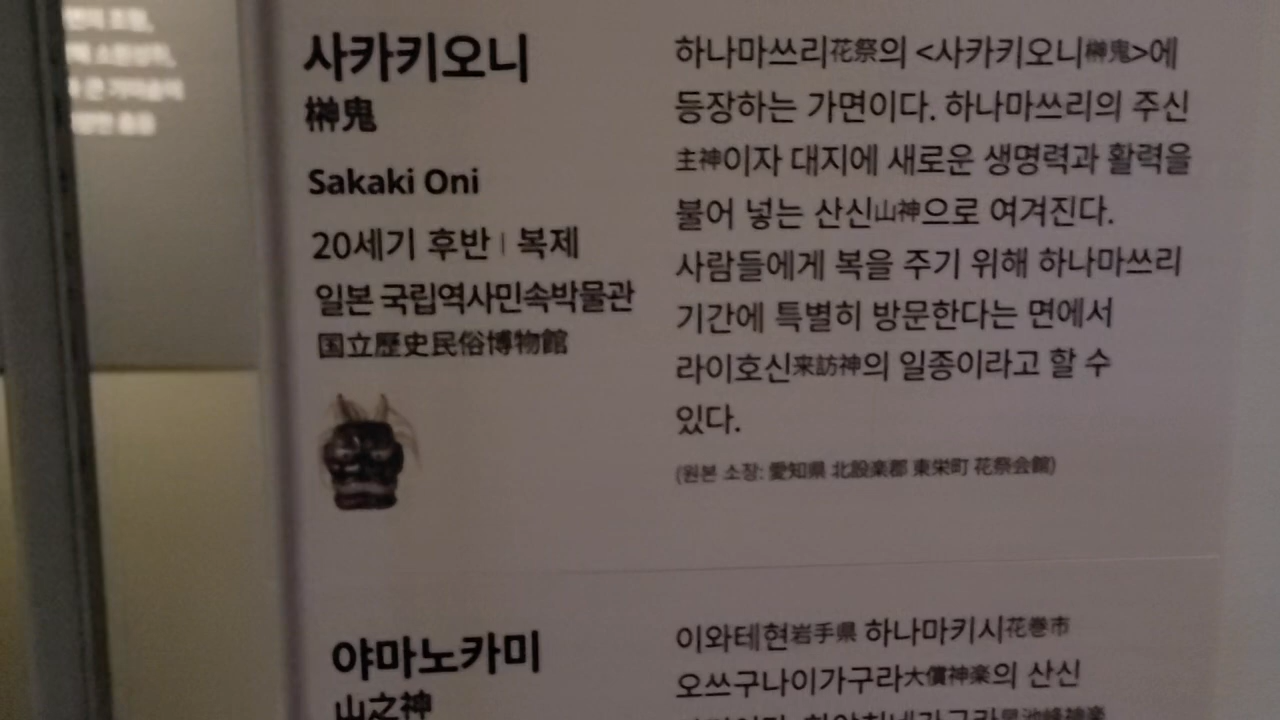 사카키오니
榊鬼
Sakaki Oni
20세기 후반 | 복제
일본 국립역사민속박물관
国立歴史民俗博物館
하나마쓰리花祭의 <사카키오니榊鬼>에
등장하는 가면이다. 하나마쓰리의 주신
主神이자 대지에 새로운 생명력과 활력을
불어 넣는 산신山神으로 여겨진다.
사람들에게 복을 주기 위해 하나마쓰리
기간에 특별히 방문한다는 면에서
라이호신来訪神의 일종이라고 할 수
있다.
(원본 소장: 愛知県 北設楽郡 東栄町 花祭会館)
야마노카미
山之神
이와테현岩手県 하나마키시花巻市
오쓰구나이가구라大償神楽의 산신